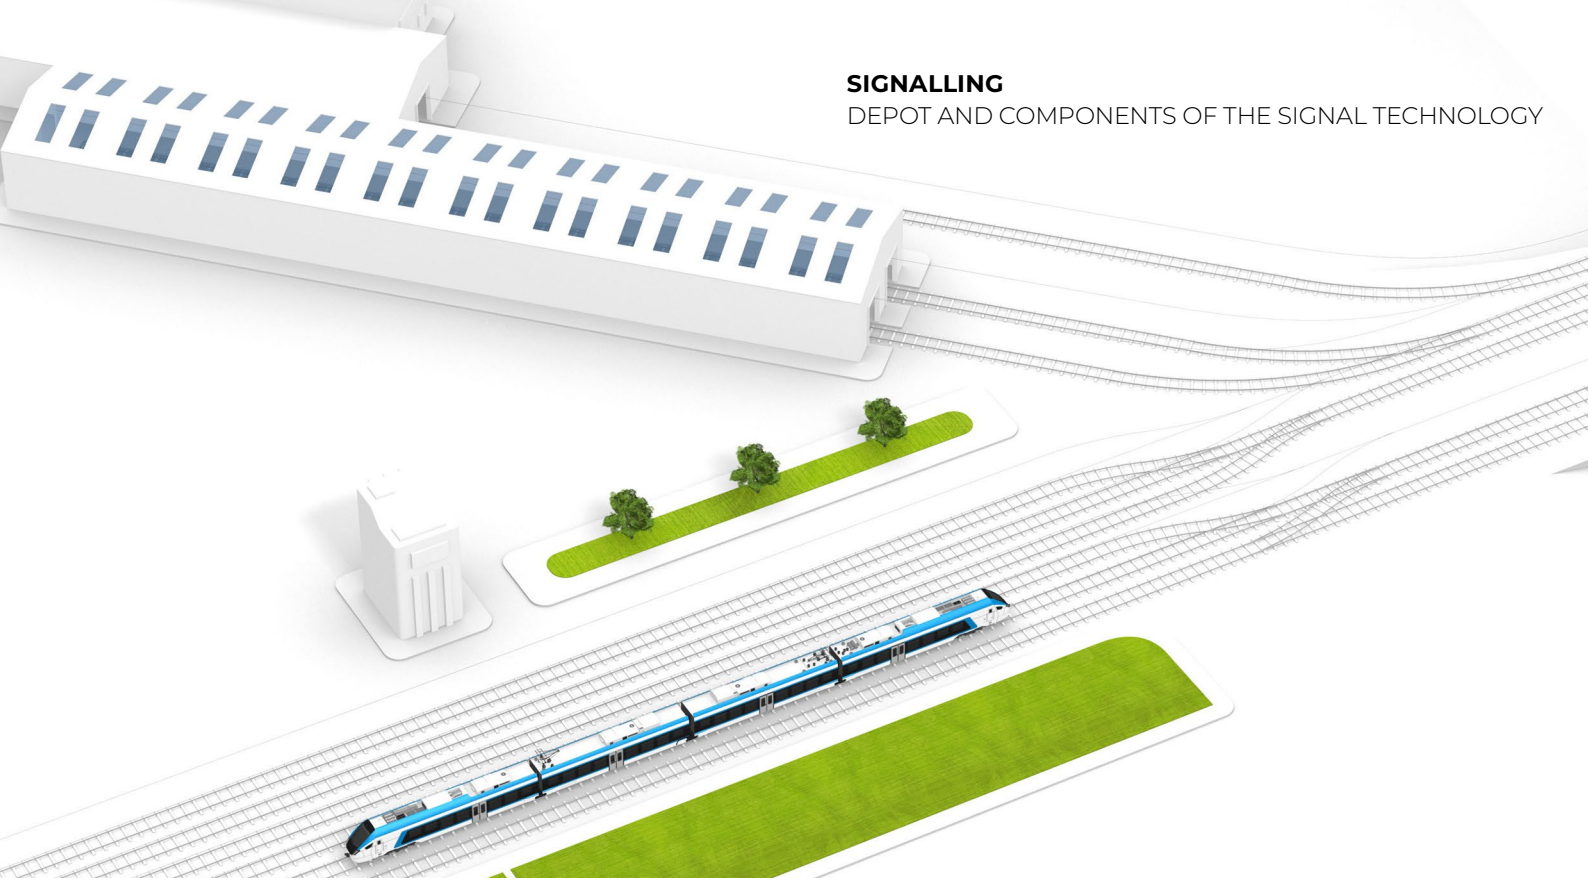 SIGNALLING
DEPOT AND COMPONENTS OF THE SIGNAL TECHNOLOGY